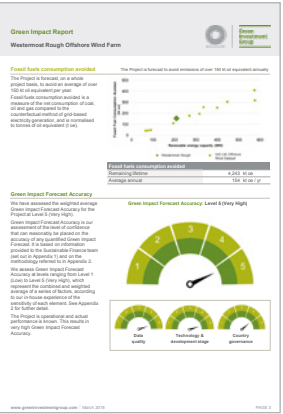 Green Impact Report
Westermost Rough Offshore Wind Farm
Green
Investment
Group
Fossil fuels consumption avoided
The Project is forecast to avoid emissions of over 150 kt oil equivalent annually
The Project is forecast, on a whole
project basis, to avoid an average of over
150 kt oil equivalent per year.
Fossil fuels consumption avoided is a
measure of the net consumption of coal,
oil and gas compared to the
counterfactual method of grid-based
electricity generation, and is normalised
to tonnes of oil equivalent (t oe).
Renewable energy capacity (MW)
Westermost Rough
Fossil fuels consumption avoided
Remaining lifetime 4,243 kt oe
Average annual 154 kt oe / yr
Green Impact Forecast Accuracy
Green Impact Forecast Accuracy: Level 5 (Very High)
We have assessed the weighted average
Green Impact Forecast Accuracy for the
Project at Level 5 (Very High).
Green Impact Forecast Accuracy is our
assessment of the level of confidence
that can reasonably be placed on the
accuracy of any quantified Green Impact
Forecast. It is based on information
provided to the Sustainable Finance team
(set out in Appendix 1) and on the
methodology referred to in Appendix 2.
We assess Green Impact Forecast
Accuracy at levels ranging from Level 1
(Low) to Level 5 (Very High), which
represent the combined and weighted
average of a series of factors, according
to our in-house experience of the
sensitivity of each element. See Appendix
2 for further detail.
The Project is operational and actual
performance is known. This results in
very high Green Impact Forecast
Accuracy.
1 2 3 4 5
Data
quality
Technology &
development stage
Country
governance
www.greeninvestmentgroup.com | March 2018
PAGE 3